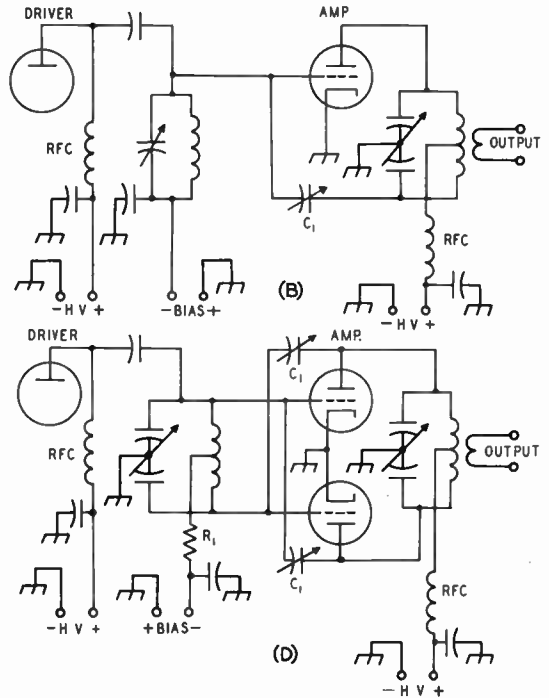 DRIVER
AMP
RFC
OUTPUT
C1
RFC
-HV+
-BIAS+
(B)
-HV+
DRIVER
AMP.
C1
RFC
OUTPUT
R1
C1
RFC
-HV+
+BIAS-
(D)
-HV+